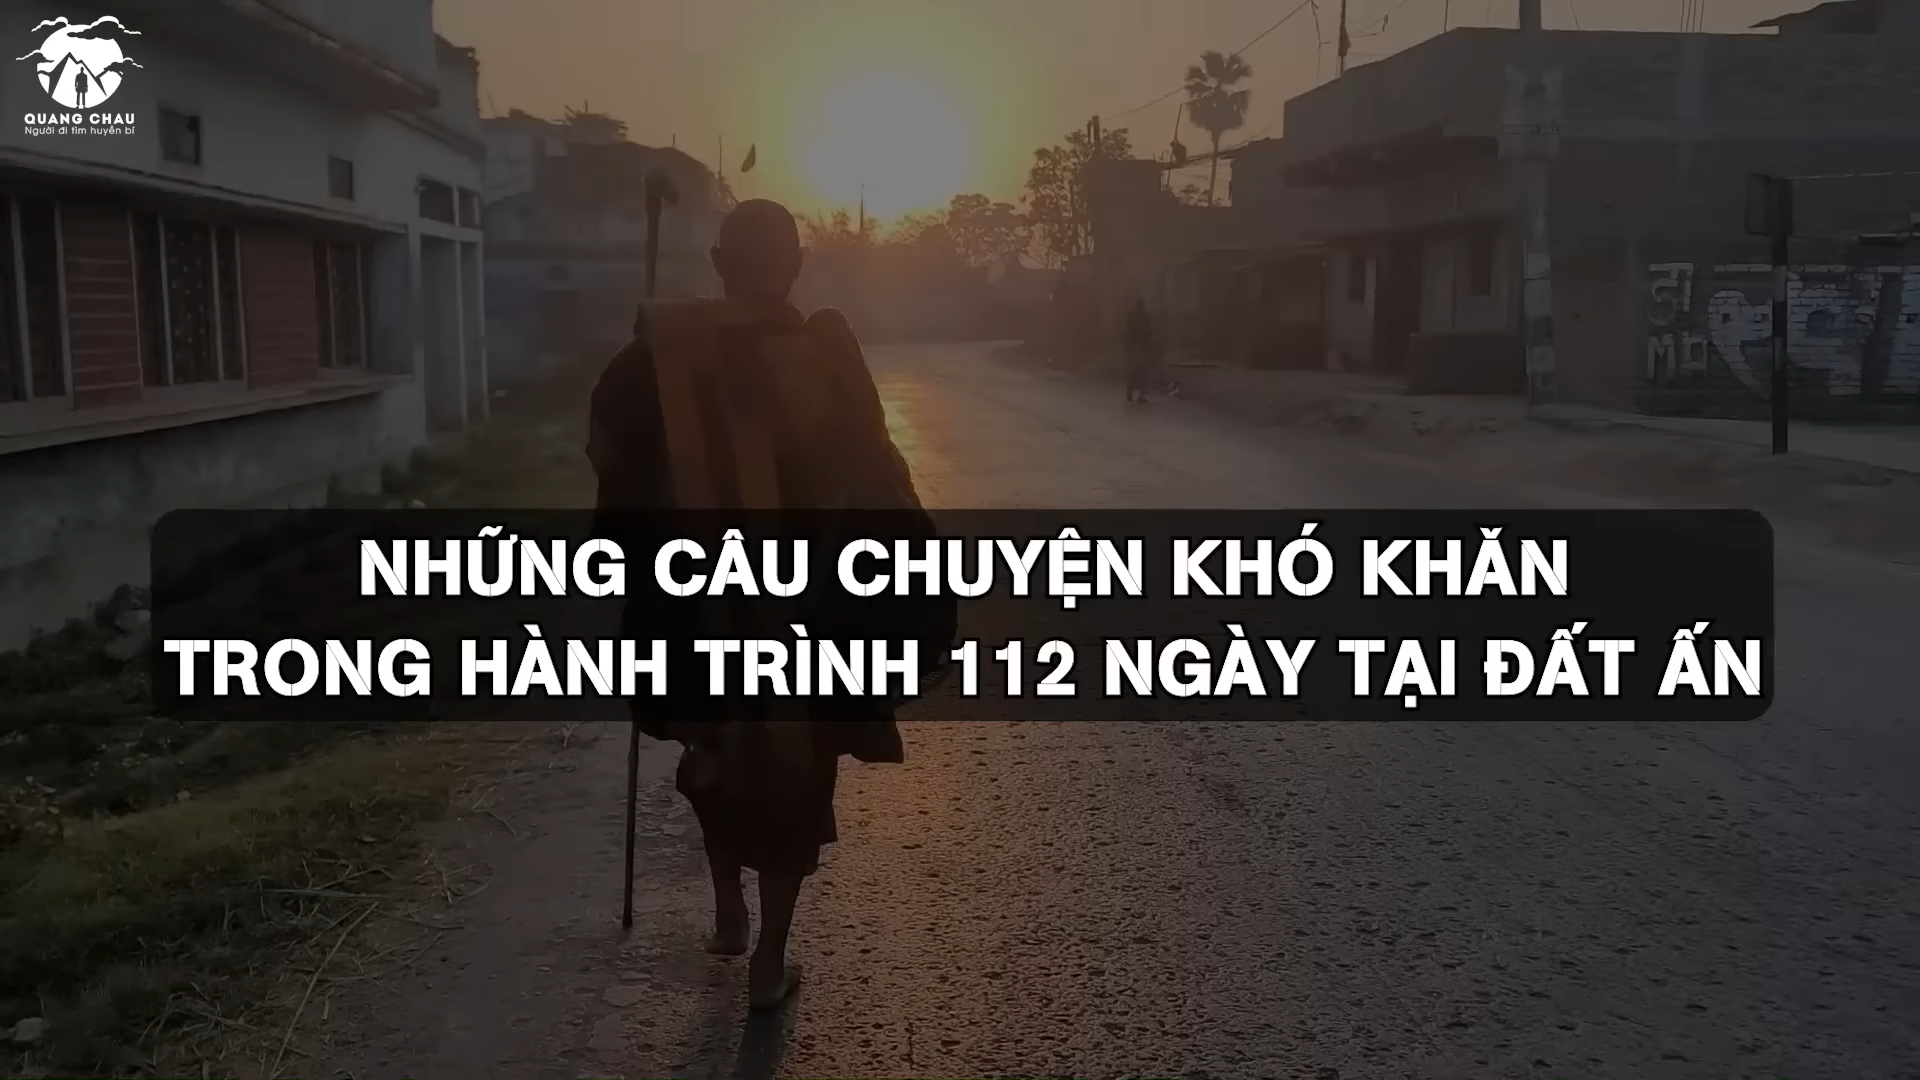 QUANG CHAU
Người đi tìm huyền bí
NHỮNG CÂU CHUYỆN KHÓ KHĂN
TRONG HÀNH TRÌNH 112 NGÀY TẠI ĐẤT ẤN